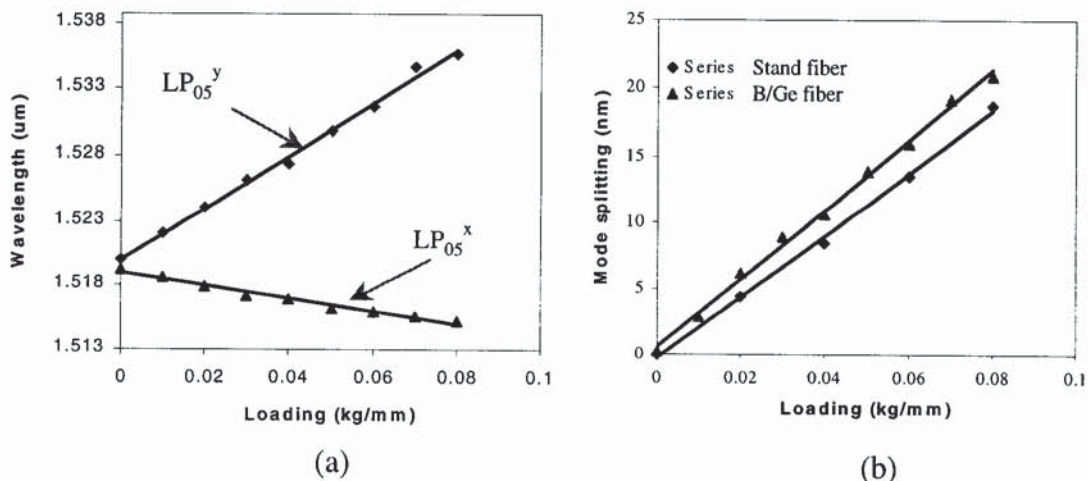 1.538
1.533
1.528
1.523
1.518
1.513
Wavelength (um)
LP05y
LP05x
0 0.02 0.04 0.06 0.08 0.1
Loading (kg/mm)
(a)
25
20
15
10
5
0
Mode splitting (nm)
Series Stand fiber
Series B/Ge fiber
0 0.02 0.04 0.06 0.08 0.1
Loading (kg/mm)
(b)